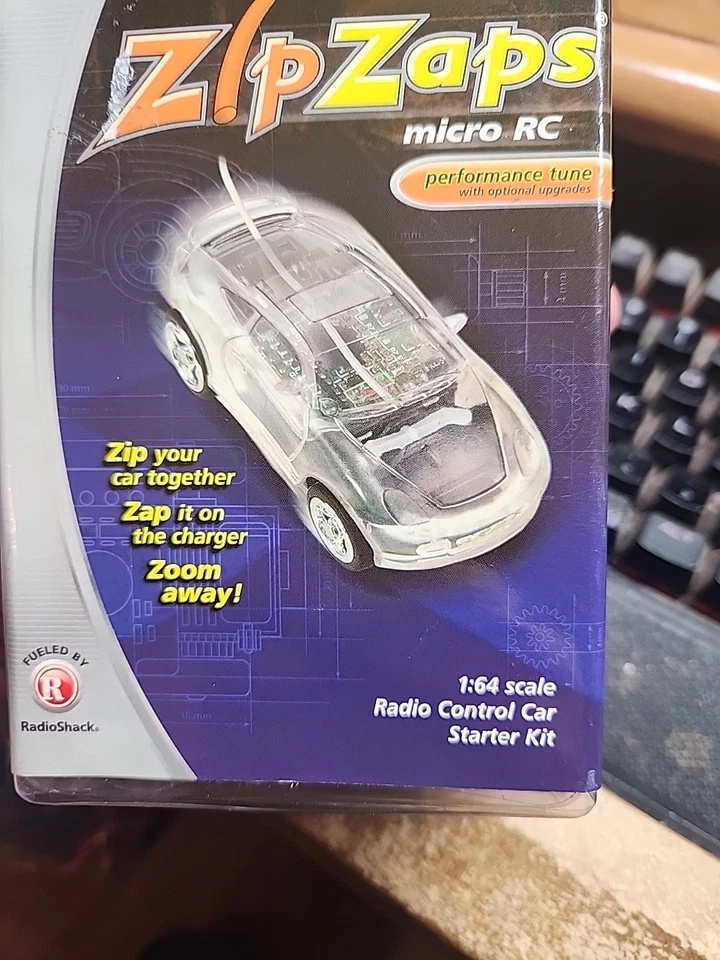 ZipZaps®
micro RC
performance tune
with optional upgrades
Zip your
car together
Zap it on
the charger
Zoom
away!
FUELED BY
R
RadioShack®
1:64 scale
Radio Control Car
Starter Kit